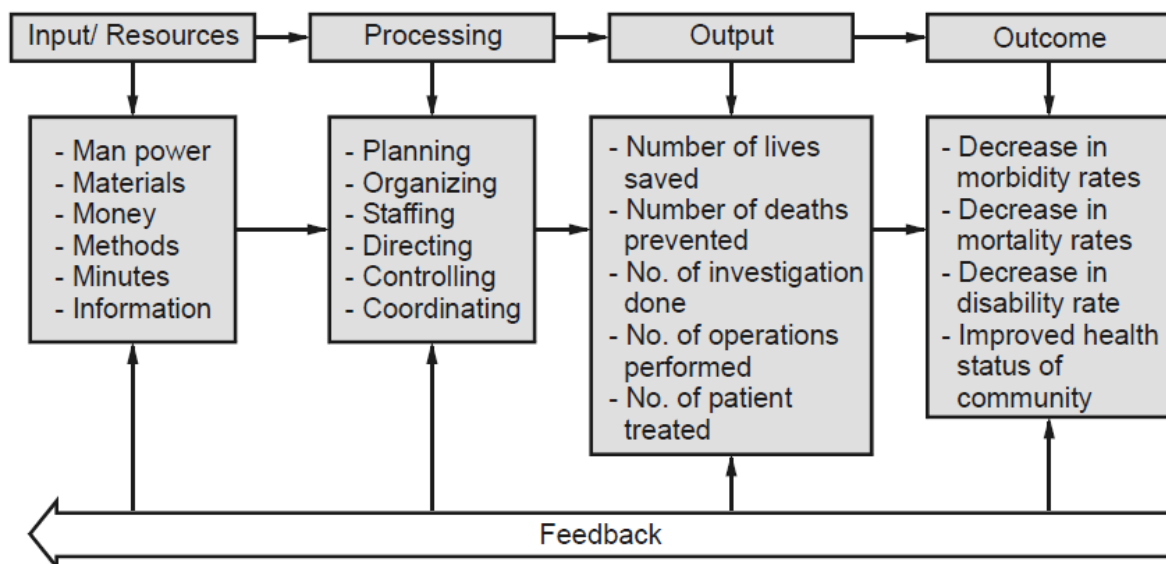 Input/ Resources
Processing
Output
Outcome
- Man power
- Materials
- Money
- Methods
- Minutes
- Information
- Planning
- Organizing
- Staffing
- Directing
- Controlling
- Coordinating
- Number of lives
saved
- Number of deaths
prevented
- No. of investigation
done
- No. of operations
performed
- No. of patient
treated
- Decrease in
morbidity rates
- Decrease in
mortality rates
- Decrease in
disability rate
- Improved health
status of
community
Feedback